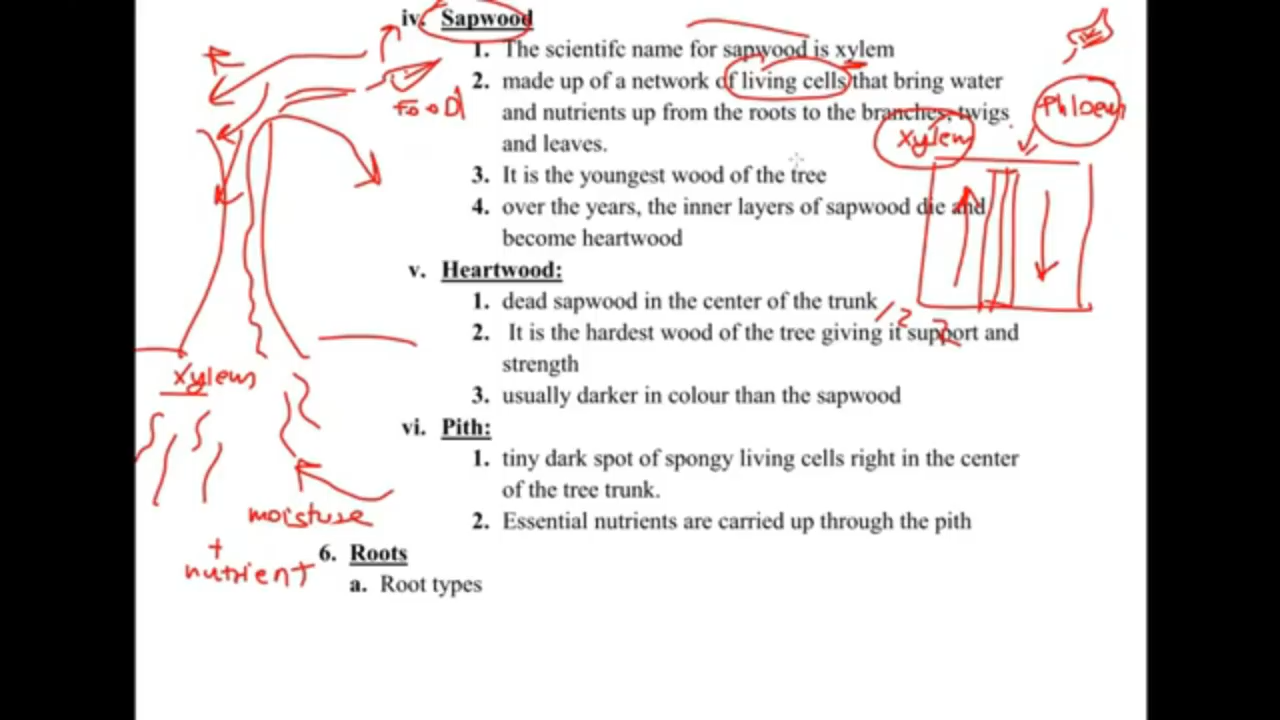 iv. Sapwood
1. The scientifc name for sapwood is xylem
2. made up of a network of living cells that bring water
and nutrients up from the roots to the branches, twigs
and leaves.
3. It is the youngest wood of the tree
4. over the years, the inner layers of sapwood die and
become heartwood
v. Heartwood:
1. dead sapwood in the center of the trunk
2. It is the hardest wood of the tree giving it support and
strength
3. usually darker in colour than the sapwood
vi. Pith:
1. tiny dark spot of spongy living cells right in the center
of the tree trunk.
2. Essential nutrients are carried up through the pith
6. Roots
a. Root types
Food
Phloem
Xylem
Xylem
moisture
+
nutrient